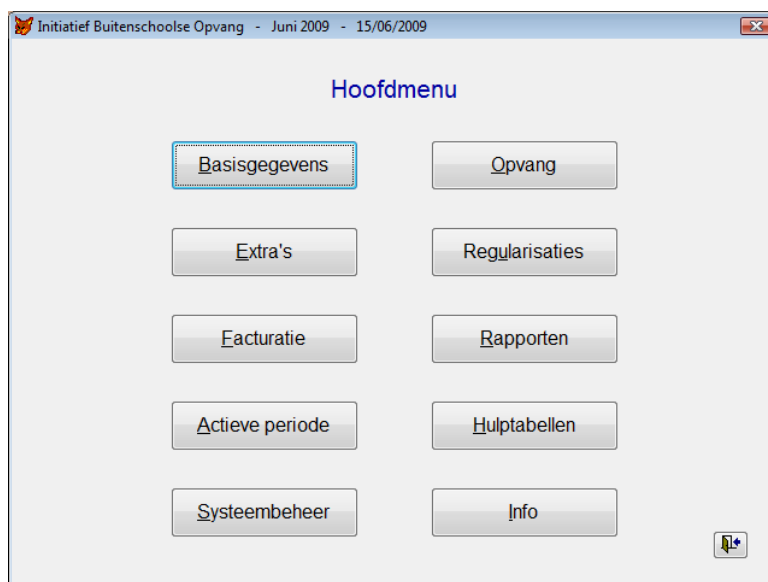 Initiatief Buitenschoolse Opvang - Juni 2009 - 15/06/2009
Hoofdmenu
Basisgegevens Opvang
Extra's Regularisaties
Facturatie Rapporten
Actieve periode Hulptabellen
Systeembeheer Info